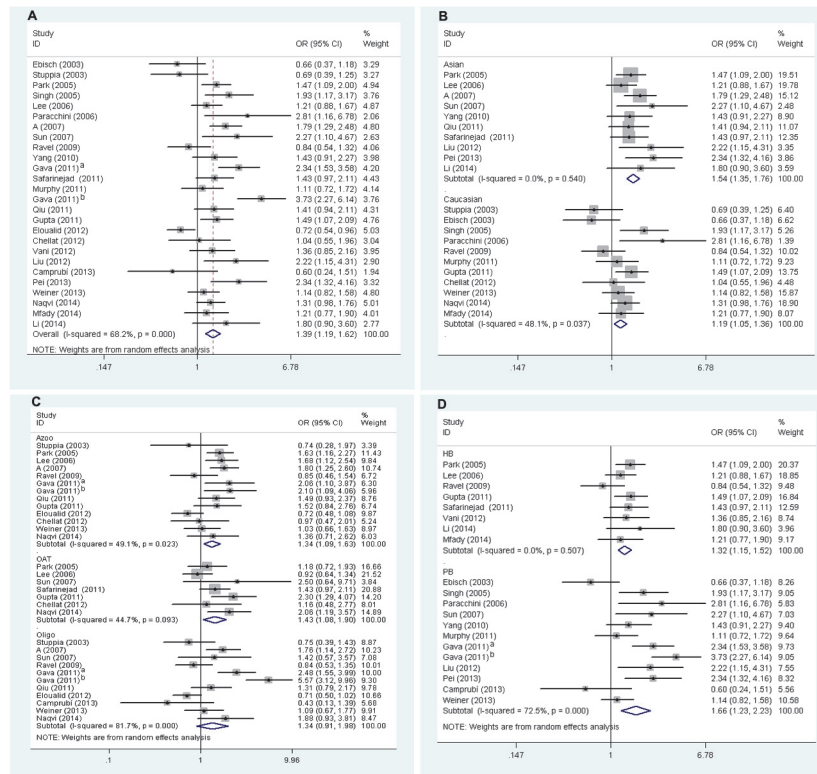 A
Study %
ID OR (95% CI) Weight
Ebisch (2003) 0.66 (0.37, 1.18) 3.29
Stuppia (2003) 0.69 (0.39, 1.25) 3.27
Park (2005) 1.47 (1.09, 2.00) 4.94
Singh (2005) 1.93 (1.17, 3.17) 3.76
Lee (2006) 1.21 (0.88, 1.67) 4.87
Paracchini (2006) 2.81 (1.16, 6.78) 2.06
A (2007) 1.79 (1.29, 2.48) 4.80
Sun (2007) 2.27 (1.10, 4.67) 2.63
Ravel (2009) 0.84 (0.54, 1.32) 4.06
Yang (2010) 1.43 (0.91, 2.27) 3.98
Gava (2011)a 2.34 (1.53, 3.58) 4.20
Safarinejad (2011) 1.43 (0.97, 2.11) 4.43
Murphy (2011) 1.11 (0.72, 1.72) 4.14
Gava (2011)b 3.73 (2.27, 6.14) 3.76
Qiu (2011) 1.41 (0.94, 2.11) 4.31
Gupta (2011) 1.49 (1.07, 2.09) 4.76
Eloualid (2012) 0.72 (0.54, 0.96) 5.03
Chellat (2012) 1.04 (0.55, 1.96) 3.04
Vani (2012) 1.36 (0.85, 2.16) 3.95
Liu (2012) 2.22 (1.15, 4.31) 2.90
Camprubí (2013) 0.60 (0.24, 1.51) 1.94
Pei (2013) 2.34 (1.32, 4.16) 3.32
Weiner (2013) 1.14 (0.82, 1.58) 4.80
Naqvi (2014) 1.31 (0.98, 1.76) 5.01
Mfady (2014) 1.21 (0.77, 1.90) 4.03
Li (2014) 1.80 (0.90, 3.60) 2.77
Overall (I-squared = 68.2%, p = 0.000) 1.39 (1.19, 1.62) 100.00
NOTE: Weights are from random effects analysis
.147 1 6.78
B
Study %
ID OR (95% CI) Weight
Asian
Park (2005) 1.47 (1.09, 2.00) 19.51
Lee (2006) 1.21 (0.88, 1.67) 19.78
A (2007) 1.79 (1.29, 2.48) 15.12
Sun (2007) 2.27 (1.10, 4.67) 2.48
Yang (2010) 1.43 (0.91, 2.27) 8.90
Qiu (2011) 1.41 (0.94, 2.11) 11.07
Safarinejad (2011) 1.43 (0.97, 2.11) 12.35
Liu (2012) 2.22 (1.15, 4.31) 3.35
Pei (2013) 2.34 (1.32, 4.16) 3.86
Li (2014) 1.80 (0.90, 3.60) 3.59
Subtotal (I-squared = 0.0%, p = 0.540) 1.54 (1.35, 1.76) 100.00
Caucasian
Stuppia (2003) 0.69 (0.39, 1.25) 6.40
Ebisch (2003) 0.66 (0.37, 1.18) 6.62
Singh (2005) 1.93 (1.17, 3.17) 5.26
Paracchini (2006) 2.81 (1.16, 6.78) 1.39
Ravel (2009) 0.84 (0.54, 1.32) 10.02
Murphy (2011) 1.11 (0.72, 1.72) 9.23
Gupta (2011) 1.49 (1.07, 2.09) 13.75
Chellat (2012) 1.04 (0.55, 1.96) 4.48
Weiner (2013) 1.14 (0.82, 1.58) 15.87
Naqvi (2014) 1.31 (0.98, 1.76) 18.90
Mfady (2014) 1.21 (0.77, 1.90) 8.07
Subtotal (I-squared = 48.1%, p = 0.037) 1.19 (1.05, 1.36) 100.00
.147 1 6.78
C
Study %
ID OR (95% CI) Weight
Azoo
Stuppia (2003) 0.74 (0.28, 1.97) 3.39
Park (2005) 1.63 (1.16, 2.27) 11.43
Lee (2006) 1.68 (1.12, 2.54) 9.84
A (2007) 1.80 (1.25, 2.60) 10.74
Ravel (2009) 0.85 (0.46, 1.54) 6.72
Gava (2011)a 2.06 (1.10, 3.87) 6.30
Gava (2011)b 2.10 (1.09, 4.06) 5.96
Qiu (2011) 1.49 (0.93, 2.37) 8.76
Gupta (2011) 1.52 (0.84, 2.76) 6.74
Eloualid (2012) 0.72 (0.48, 1.08) 9.87
Chellat (2012) 0.97 (0.47, 2.01) 5.24
Weiner (2013) 1.03 (0.66, 1.63) 8.97
Naqvi (2014) 1.36 (0.71, 2.62) 6.03
Subtotal (I-squared = 49.1%, p = 0.023) 1.34 (1.09, 1.63) 100.00
OAT
Park (2005) 1.18 (0.72, 1.93) 16.66
Lee (2006) 0.92 (0.64, 1.34) 21.52
Sun (2007) 2.50 (0.64, 9.71) 3.84
Safarinejad (2011) 1.43 (0.97, 2.11) 20.88
Gupta (2011) 2.30 (1.29, 4.07) 14.20
Chellat (2012) 1.16 (0.48, 2.77) 8.01
Naqvi (2014) 2.06 (1.19, 3.57) 14.89
Subtotal (I-squared = 44.7%, p = 0.093) 1.43 (1.08, 1.90) 100.00
Oligo
Stuppia (2003) 0.75 (0.39, 1.43) 8.87
A (2007) 1.76 (1.14, 2.72) 10.23
Sun (2007) 1.42 (0.57, 3.57) 7.08
Ravel (2009) 0.84 (0.53, 1.35) 10.01
Gava (2011)a 2.48 (1.55, 3.99) 10.00
Gava (2011)b 5.57 (3.12, 9.96) 9.30
Qiu (2011) 1.31 (0.79, 2.17) 9.78
Eloualid (2012) 0.71 (0.50, 1.02) 10.66
Camprubí (2013) 0.43 (0.13, 1.39) 5.68
Weiner (2013) 1.09 (0.67, 1.77) 9.91
Naqvi (2014) 1.88 (0.93, 3.81) 8.47
Subtotal (I-squared = 81.7%, p = 0.000) 1.34 (0.91, 1.98) 100.00
NOTE: Weights are from random effects analysis
.1 1 9.96
D
Study %
ID OR (95% CI) Weight
HB
Park (2005) 1.47 (1.09, 2.00) 20.37
Lee (2006) 1.21 (0.88, 1.67) 18.85
Ravel (2009) 0.84 (0.54, 1.32) 9.48
Gupta (2011) 1.49 (1.07, 2.09) 16.84
Safarinejad (2011) 1.43 (0.97, 2.11) 12.59
Vani (2012) 1.36 (0.85, 2.16) 8.74
Li (2014) 1.80 (0.90, 3.60) 3.96
Mfady (2014) 1.21 (0.77, 1.90) 9.17
Subtotal (I-squared = 0.0%, p = 0.507) 1.32 (1.15, 1.52) 100.00
PB
Ebisch (2003) 0.66 (0.37, 1.18) 8.26
Singh (2005) 1.93 (1.17, 3.17) 9.05
Paracchini (2006) 2.81 (1.16, 6.78) 5.83
Sun (2007) 2.27 (1.10, 4.67) 7.03
Yang (2010) 1.43 (0.91, 2.27) 9.40
Murphy (2011) 1.11 (0.72, 1.72) 9.64
Gava (2011)a 2.34 (1.53, 3.58) 9.73
Gava (2011)b 3.73 (2.27, 6.14) 9.05
Liu (2012) 2.22 (1.15, 4.31) 7.55
Pei (2013) 2.34 (1.32, 4.16) 8.32
Camprubí (2013) 0.60 (0.24, 1.51) 5.56
Weiner (2013) 1.14 (0.82, 1.58) 10.58
Subtotal (I-squared = 72.5%, p = 0.000) 1.66 (1.23, 2.23) 100.00
NOTE: Weights are from random effects analysis
.147 1 6.78